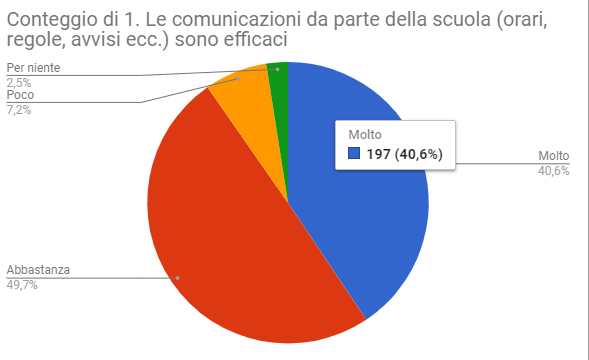 Conteggio di 1. Le comunicazioni da parte della scuola (orari,
regole, avvisi ecc.) sono efficaci
Per niente
2,5%
Poco
7,2%
Molto
197 (40,6%)
Molto
40,6%
Abbastanza
49,7%